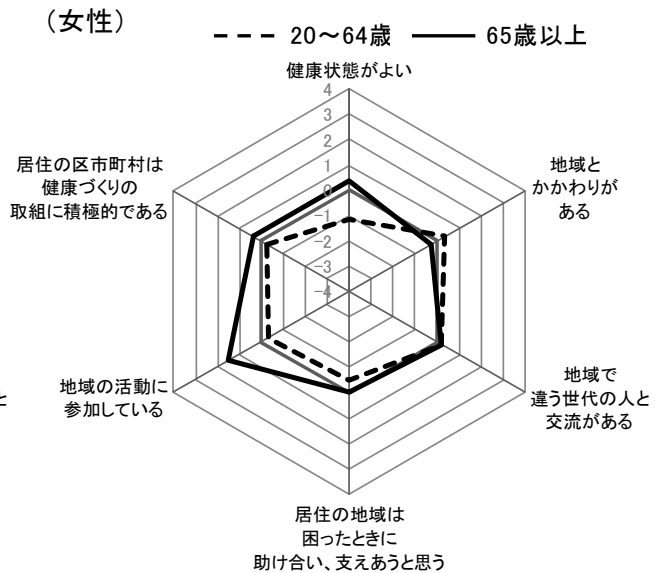 （女性）
20～64歳 65歳以上
健康状態がよい
4
3
2
1
0
−1
−2
−3
−4
地域と
かかわりが
ある
地域で
違う世代の人と
交流がある
居住の地域は
困ったときに
助け合い、支えあうと思う
地域の活動に
参加している
と
居住の区市町村は
健康づくりの
取組に積極的である